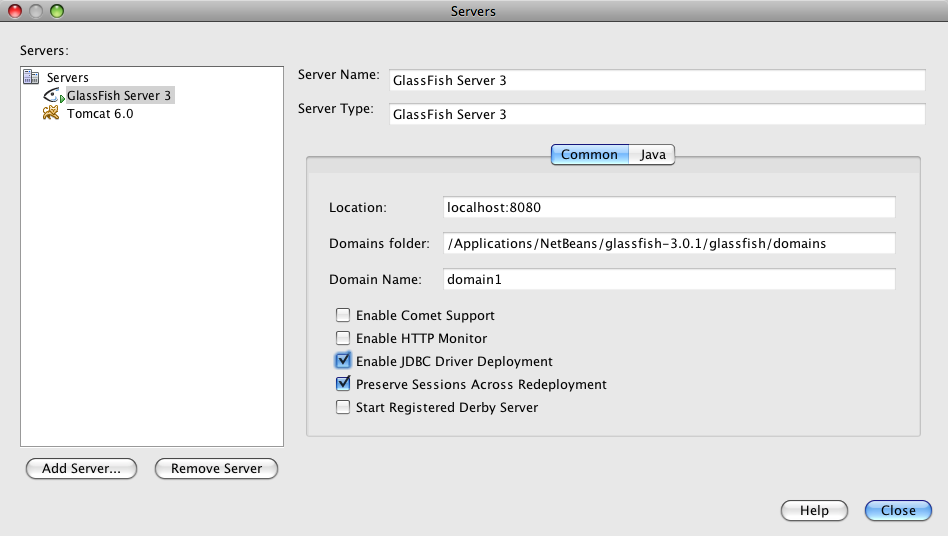 Servers
Servers:
Servers
GlassFish Server 3
Tomcat 6.0
Add Server...
Remove Server
Server Name: GlassFish Server 3
Server Type: GlassFish Server 3
Common Java
Location: localhost:8080
Domains folder: /Applications/NetBeans/glassfish-3.0.1/glassfish/domains
Domain Name: domain1
Enable Comet Support
Enable HTTP Monitor
Enable JDBC Driver Deployment
Preserve Sessions Across Redeployment
Start Registered Derby Server
Help Close